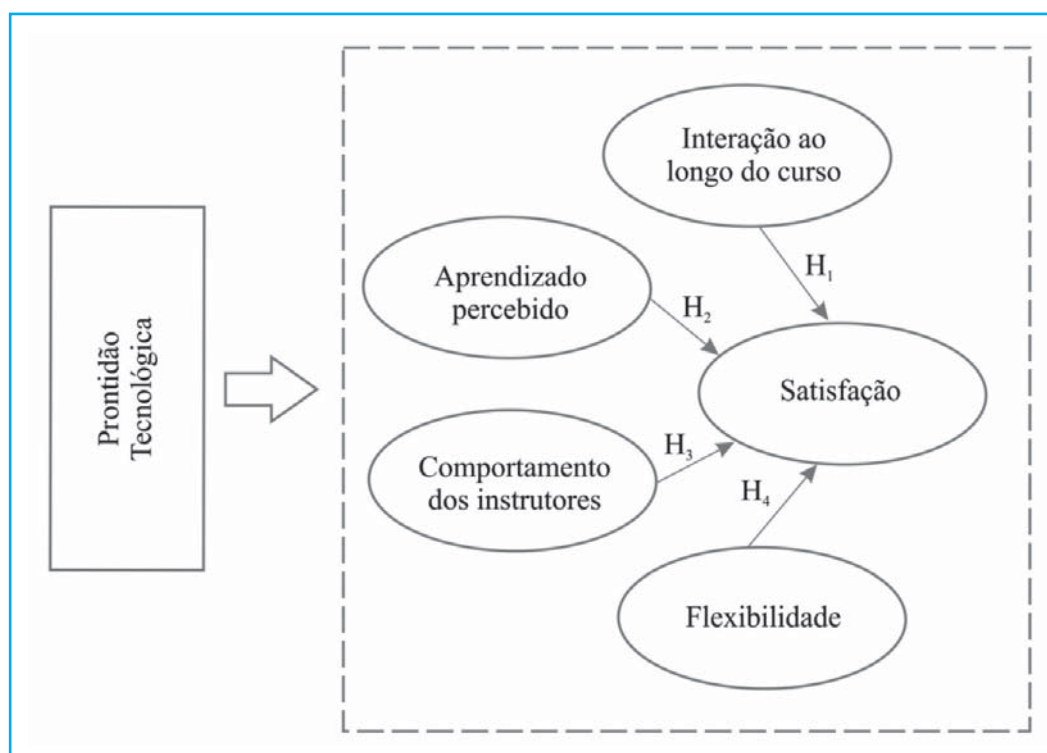 Prontidão
Tecnológica
Interação ao
longo do curso
H₁
Aprendizado
percebido
H₂
Satisfação
Comportamento
dos instrutores
H₃
H₄
Flexibilidade